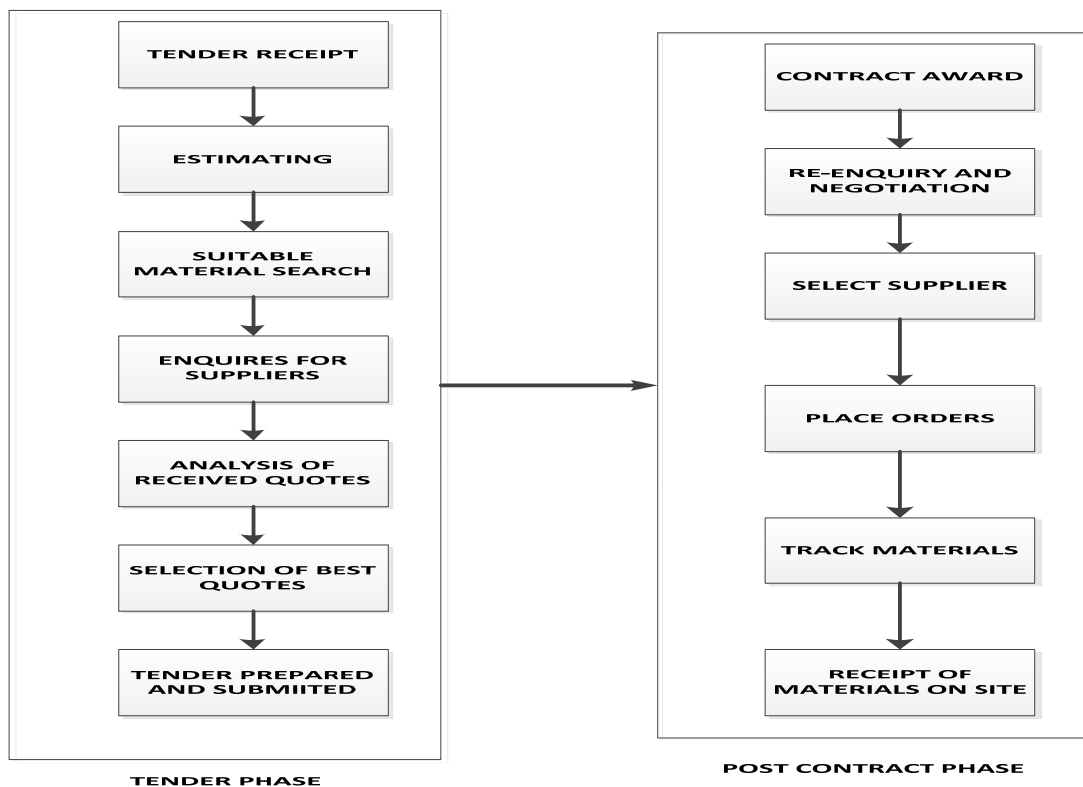 TENDER RECEIPT
ESTIMATING
SUITABLE
MATERIAL SEARCH
ENQUIRES FOR
SUPPLIERS
ANALYSIS OF
RECEIVED QUOTES
SELECTION OF BEST
QUOTES
TENDER PREPARED
AND SUBMIITED
TENDER PHASE
CONTRACT AWARD
RE-ENQUIRY AND
NEGOTIATION
SELECT SUPPLIER
PLACE ORDERS
TRACK MATERIALS
RECEIPT OF
MATERIALS ON SITE
POST CONTRACT PHASE